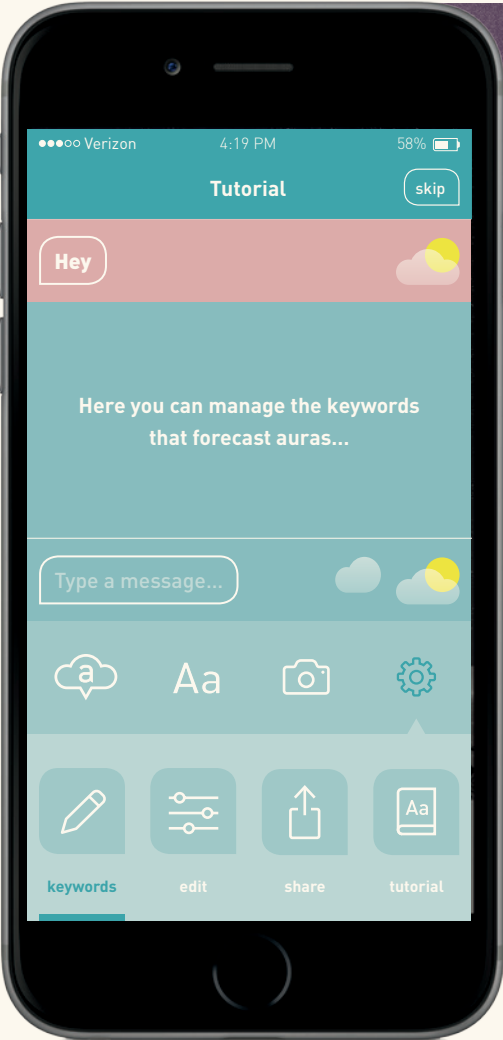 Verizon 4:19 PM 58%
Tutorial skip
Hey
Here you can manage the keywords
that forecast auras...
Type a message...
a Aa
Aa
keywords edit share tutorial